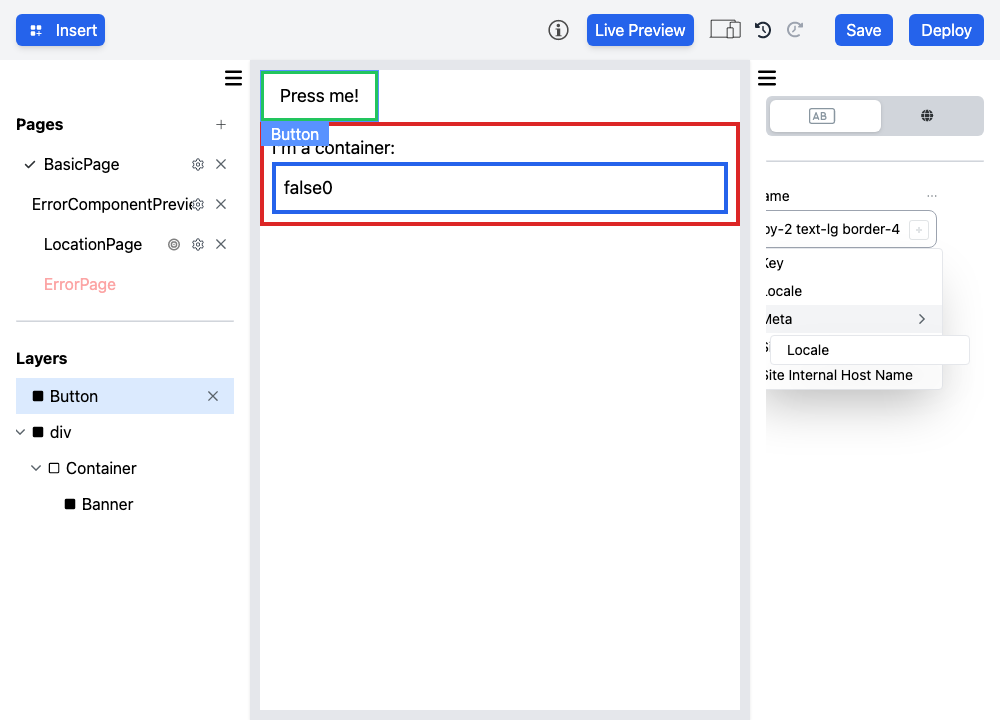 Insert
Live Preview
Save
Deploy
Pages
BasicPage
ErrorComponentPrevie
LocationPage
ErrorPage
Layers
Button
div
Container
Banner
Press me!
Button
I'm a container:
false0
AB
ame
py-2 text-lg border-4
Key
Locale
Meta
Locale
Site Internal Host Name